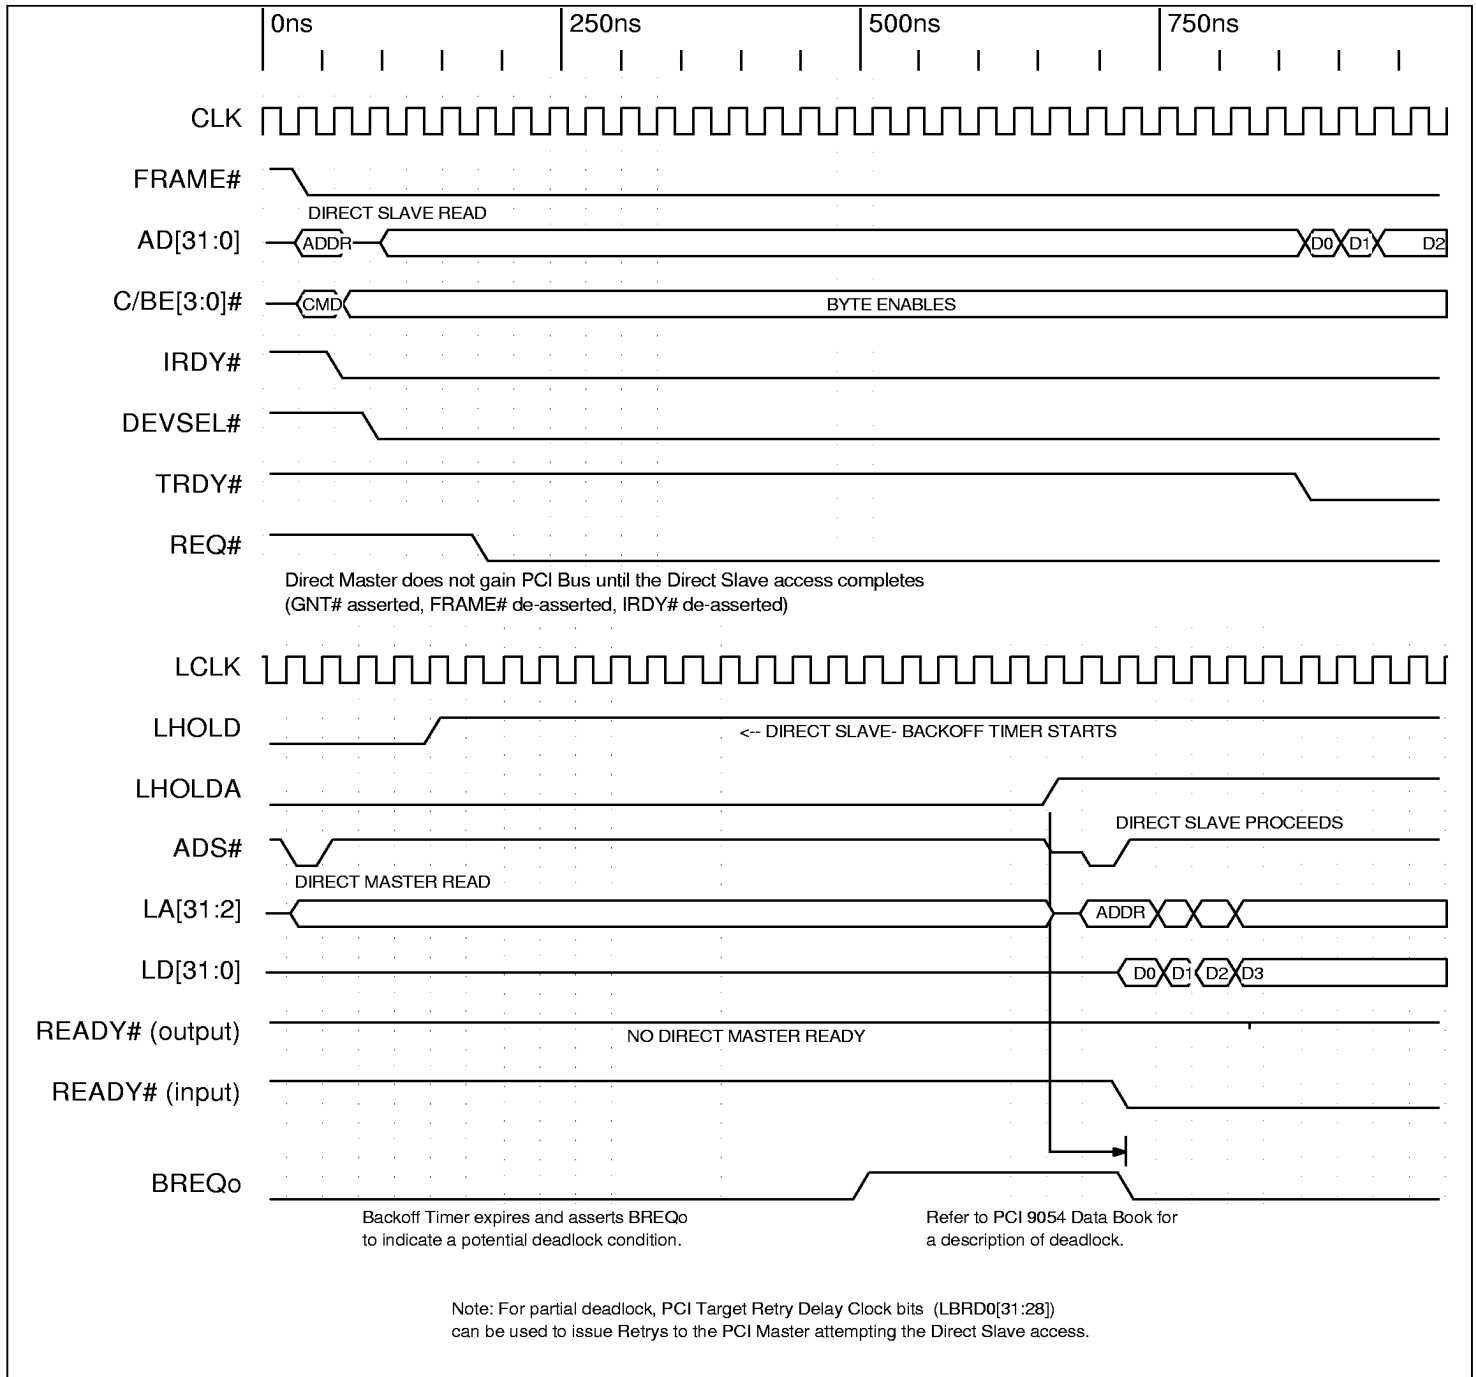 0ns 250ns 500ns 750ns
CLK
FRAME#
DIRECT SLAVE READ
AD[31:0] ADDR D0 D1 D2
C/BE[3:0]# CMD BYTE ENABLES
IRDY#
DEVSEL#
TRDY#
REQ#
Direct Master does not gain PCI Bus until the Direct Slave access completes
(GNT# asserted, FRAME# de-asserted, IRDY# de-asserted)
LCLK
LHOLD <-- DIRECT SLAVE- BACKOFF TIMER STARTS
LHOLDA
DIRECT SLAVE PROCEEDS
ADS#
DIRECT MASTER READ
LA[31:2] ADDR
LD[31:0] D0 D1 D2 D3
READY# (output) NO DIRECT MASTER READY
READY# (input)
BREQo
Backoff Timer expires and asserts BREQo
to indicate a potential deadlock condition.
Refer to PCI 9054 Data Book for
a description of deadlock.
Note: For partial deadlock, PCI Target Retry Delay Clock bits (LBRD0[31:28])
can be used to issue Retrys to the PCI Master attempting the Direct Slave access.